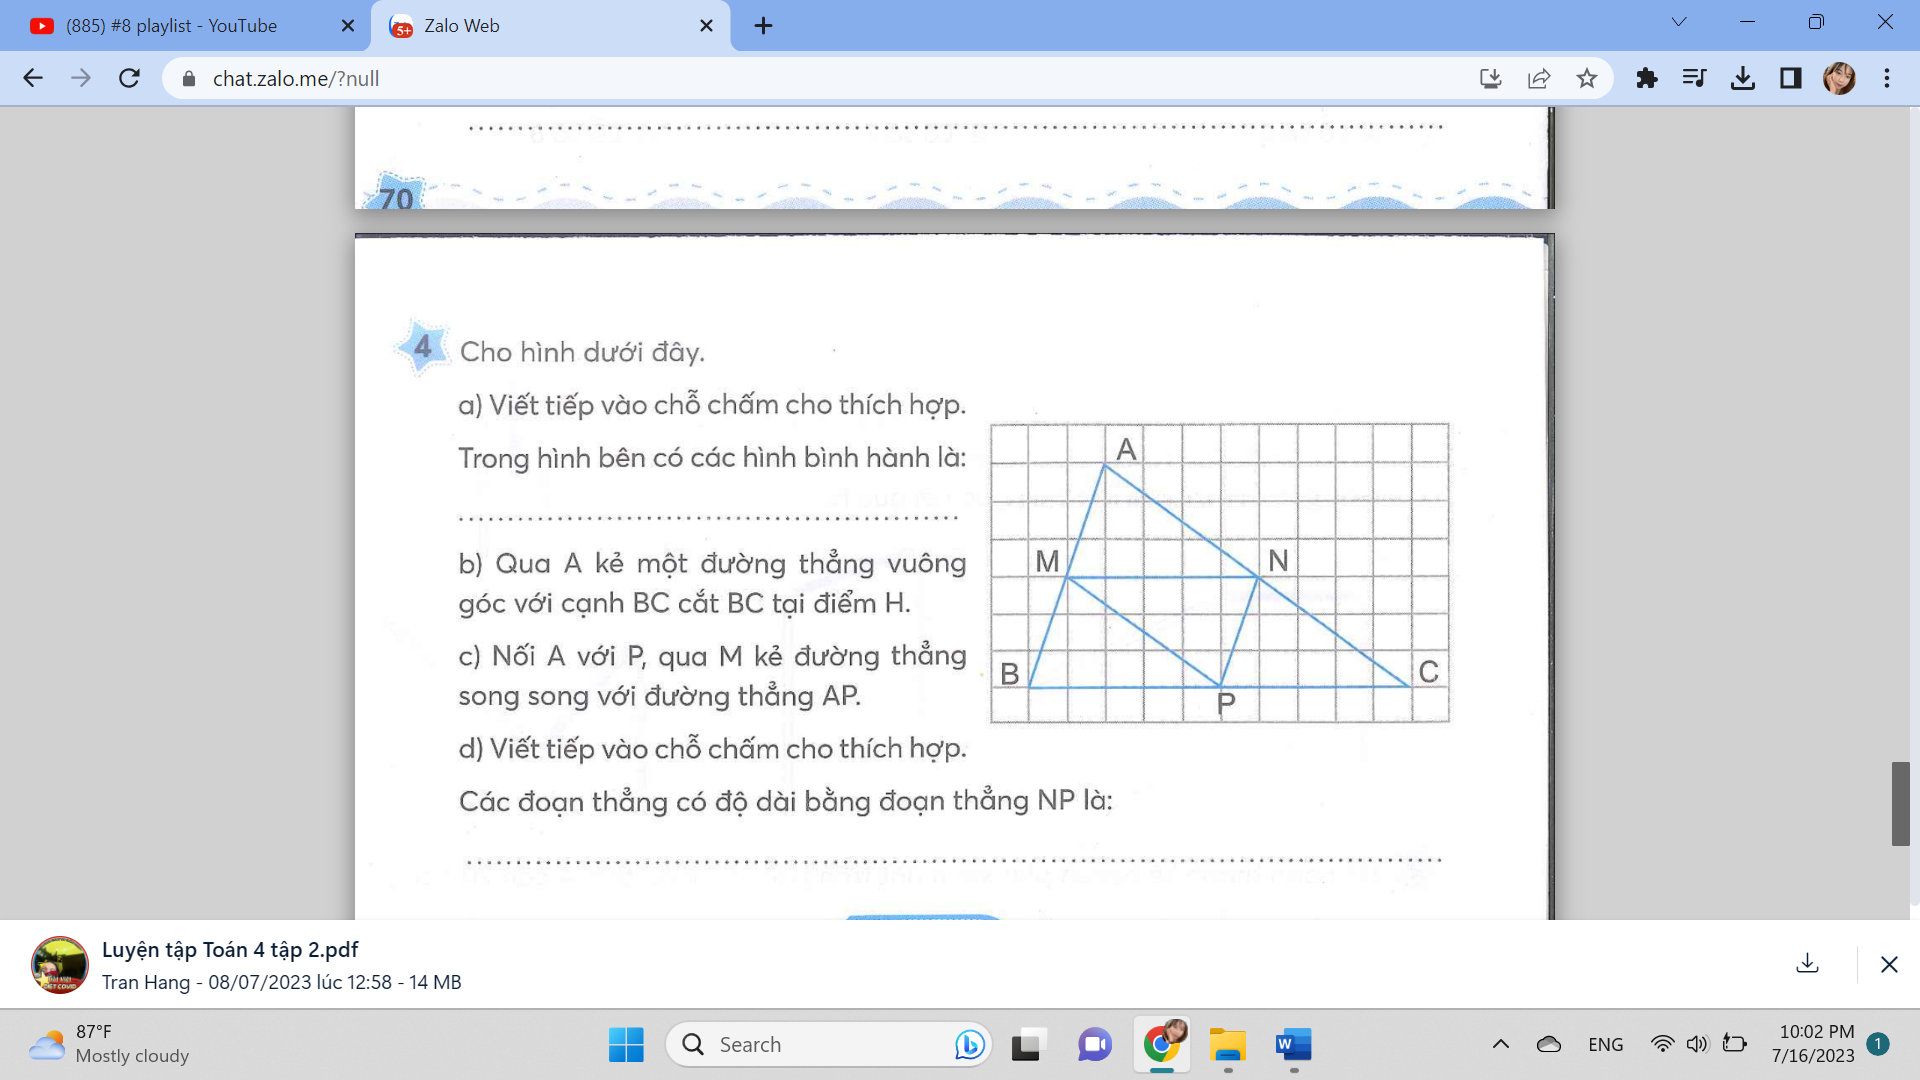 (885) #8 playlist - YouTube
Zalo Web
5+
chat.zalo.me/?null
70
4
Cho hình dưới đây.
a) Viết tiếp vào chỗ chấm cho thích hợp.
Trong hình bên có các hình bình hành là:
b) Qua A kẻ một đường thẳng vuông
góc với cạnh BC cắt BC tại điểm H.
c) Nối A với P, qua M kẻ đường thẳng
song song với đường thẳng AP.
d) Viết tiếp vào chỗ chấm cho thích hợp.
Các đoạn thẳng có độ dài bằng đoạn thẳng NP là:
A
M
N
B
P
C
Luyện tập Toán 4 tập 2.pdf
Tran Hang - 08/07/2023 lúc 12:58 - 14 MB
87°F
Mostly cloudy
Search
W
ENG
10:02 PM
7/16/2023
1